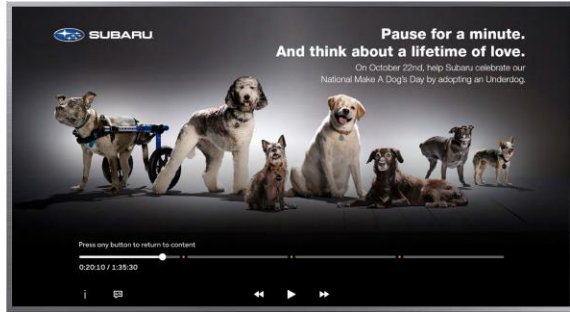 SUBARU
Pause for a minute.
And think about a lifetime of love.
On October 22nd, help Subaru celebrate our
National Make A Dog's Day by adopting an Underdog.
Press any button to return to content
0:20:10 / 1:35:30
i